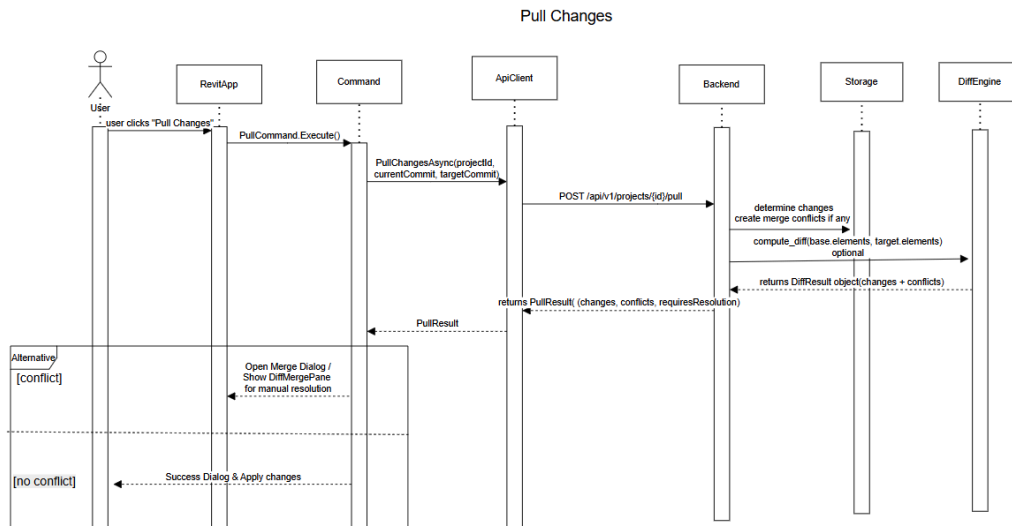 Pull Changes
User
RevitApp
Command
ApiClient
Backend
Storage
DiffEngine
user clicks "Pull Changes"
PullCommand.Execute()
PullChangesAsync(projectId,
currentCommit, targetCommit)
POST /api/v1/projects/{id}/pull
determine changes
create merge conflicts if any
compute_diff(base.elements, target.elements)
optional
returns DiffResult object(changes + conflicts)
returns PullResult( (changes, conflicts, requiresResolution)
PullResult
Alternative
[conflict]
Open Merge Dialog /
Show DiffMergePane
for manual resolution
[no conflict]
Success Dialog & Apply changes